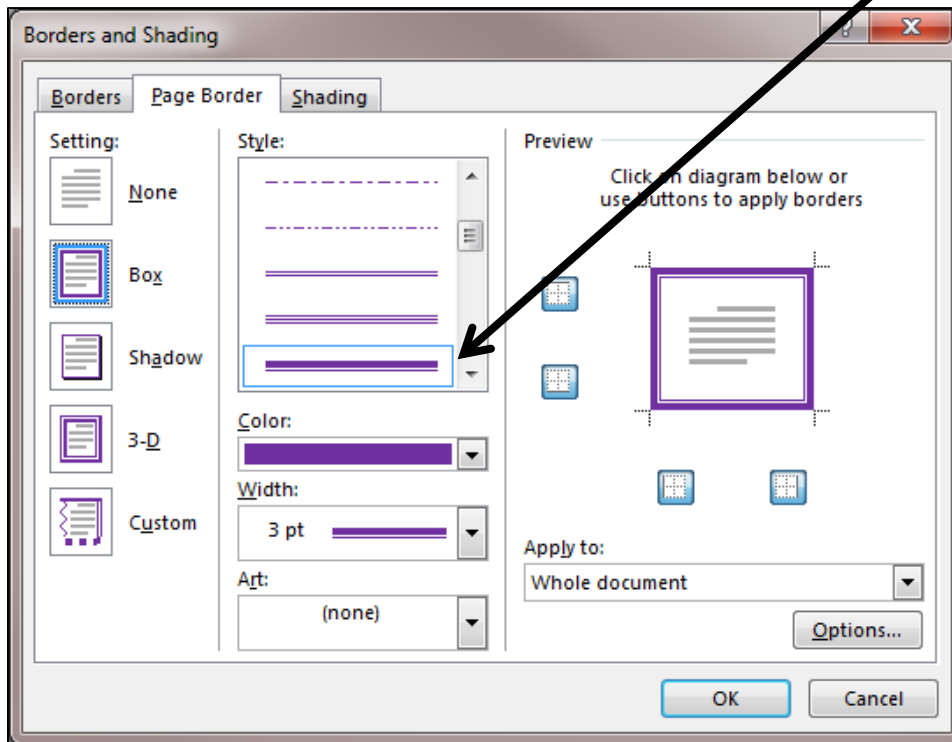 Borders and Shading
Borders Page Border Shading
Setting:
None
Box
Shadow
3-D
Custom
Style:
Color:
Width:
3 pt
Art:
(none)
Preview
Click on diagram below or
use buttons to apply borders
Apply to:
Whole document
Options...
OK Cancel